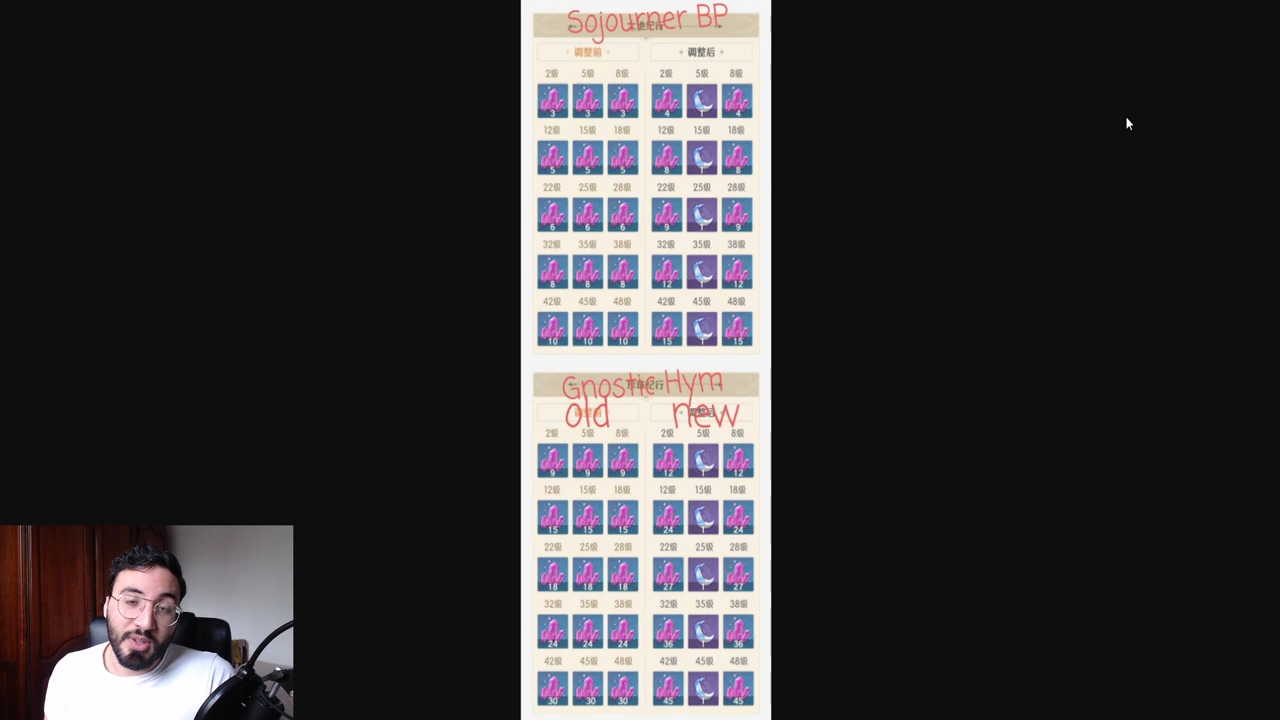 Sojourner BP
调整前 调整后
2级 5级 8级 2级 5级 8级
3 3 3 4 1 4
12级 15级 18级 12级 15级 18级
5 5 5 8 1 8
22级 25级 28级 22级 25级 28级
6 6 6 9 1 9
32级 35级 38级 32级 35级 38级
8 8 8 12 1 12
42级 45级 48级 42级 45级 48级
10 10 10 15 1 15
Gnostic Hym
old new
2级 5级 8级 2级 5级 8级
9 9 9 12 1 12
12级 15级 18级 12级 15级 18级
15 15 15 24 1 24
22级 25级 28级 22级 25级 28级
18 18 18 27 1 27
32级 35级 38级 32级 35级 38级
24 24 24 36 1 36
42级 45级 48级 42级 45级 48级
30 30 30 45 1 45